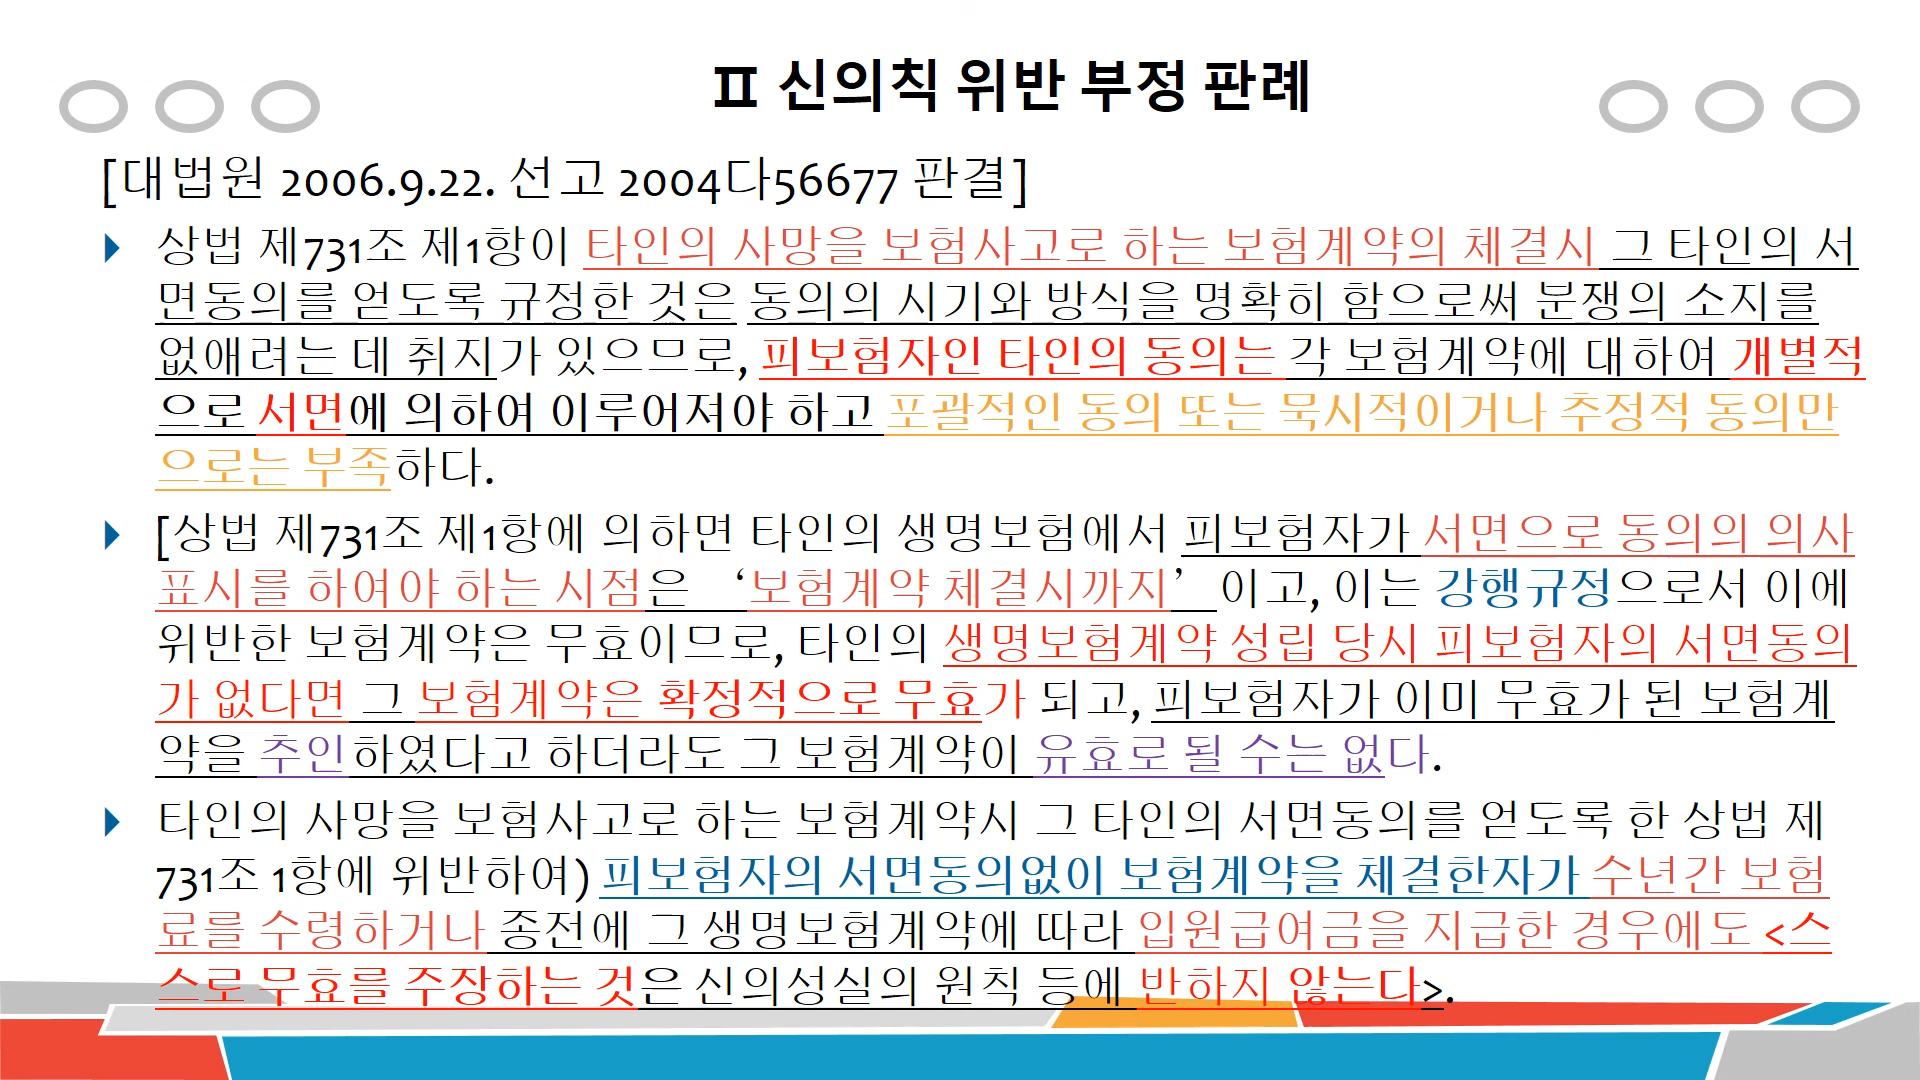 Ⅱ 신의칙 위반 부정 판례
[대법원 2006.9.22. 선고 2004다56677 판결]
상법 제731조 제1항이 타인의 사망을 보험사고로 하는 보험계약의 체결시 그 타인의 서
면동의를 얻도록 규정한 것은 동의의 시기와 방식을 명확히 함으로써 분쟁의 소지를
없애려는 데 취지가 있으므로, 피보험자인 타인의 동의는 각 보험계약에 대하여 개별적
으로 서면에 의하여 이루어져야 하고 포괄적인 동의 또는 묵시적이거나 추정적 동의만
으로는 부족하다.
[상법 제731조 제1항에 의하면 타인의 생명보험에서 피보험자가 서면으로 동의의 의사
표시를 하여야 하는 시점은 ‘보험계약 체결시까지’ 이고, 이는 강행규정으로서 이에
위반한 보험계약은 무효이므로, 타인의 생명보험계약 성립 당시 피보험자의 서면동의
가 없다면 그 보험계약은 확정적으로 무효가 되고, 피보험자가 이미 무효가 된 보험계
약을 추인하였다고 하더라도 그 보험계약이 유효로 될 수는 없다.
타인의 사망을 보험사고로 하는 보험계약시 그 타인의 서면동의를 얻도록 한 상법 제
731조 1항에 위반하여) 피보험자의 서면동의없이 보험계약을 체결한자가 수년간 보험
료를 수령하거나 종전에 그 생명보험계약에 따라 입원급여금을 지급한 경우에도 <스
스로 무효를 주장하는 것은 신의성실의 원칙 등에 반하지 않는다>.